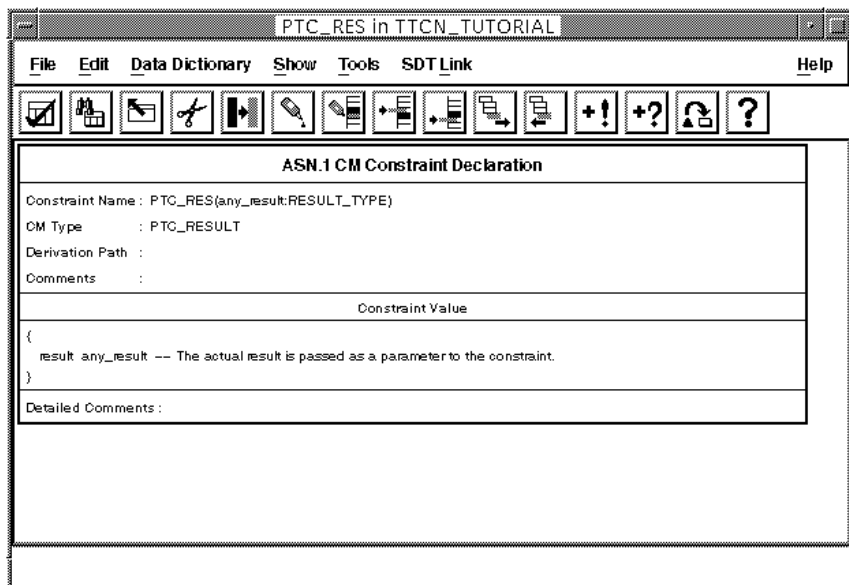 PTC_RES in TTCN_TUTORIAL
File Edit Data Dictionary Show Tools SDT Link Help
+! +? ?
ASN.1 CM Constraint Declaration
Constraint Name : PTC_RES(any_result:RESULT_TYPE)
CM Type : PTC_RESULT
Derivation Path :
Comments :
Constraint Value
{
result any_result -- The actual result is passed as a parameter to the constraint.
}
Detailed Comments :